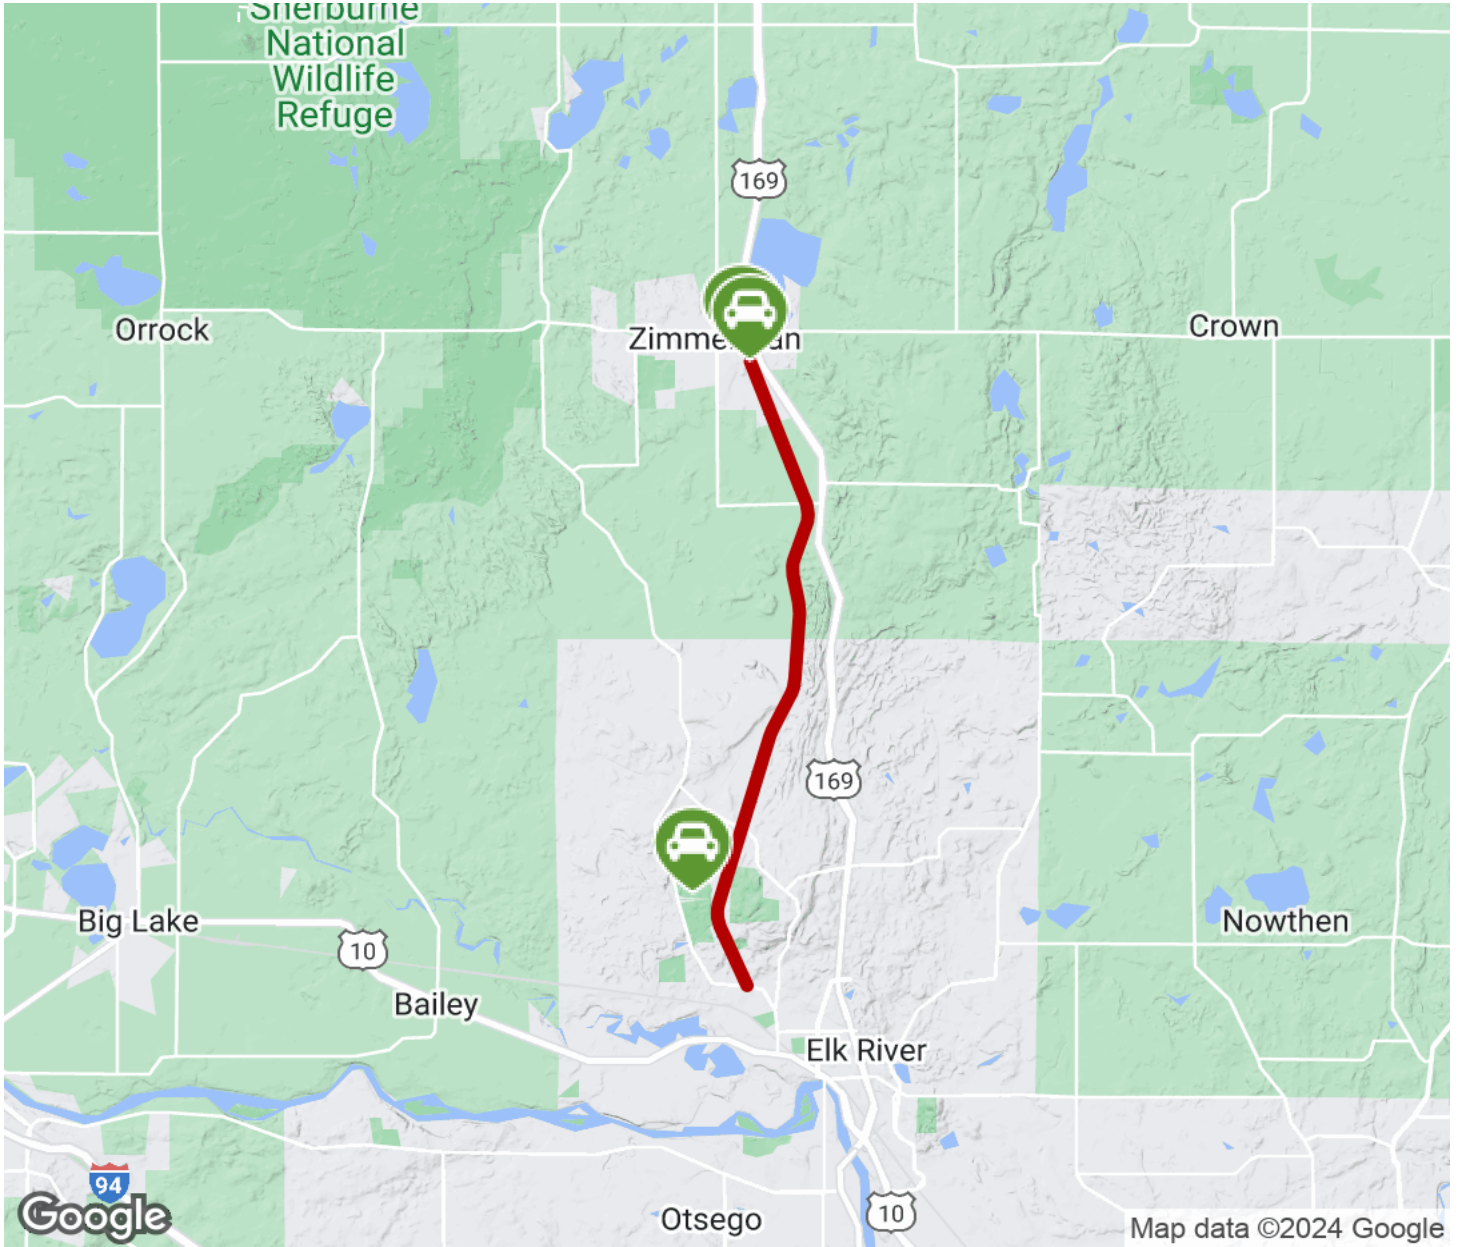 Sherburne
National
Wildlife
Refuge
169
Orrock
Crown
169
Big Lake
10
Nowthen
Bailey
Elk River
94
Google
Otsego
10
Map data ©2024 Google